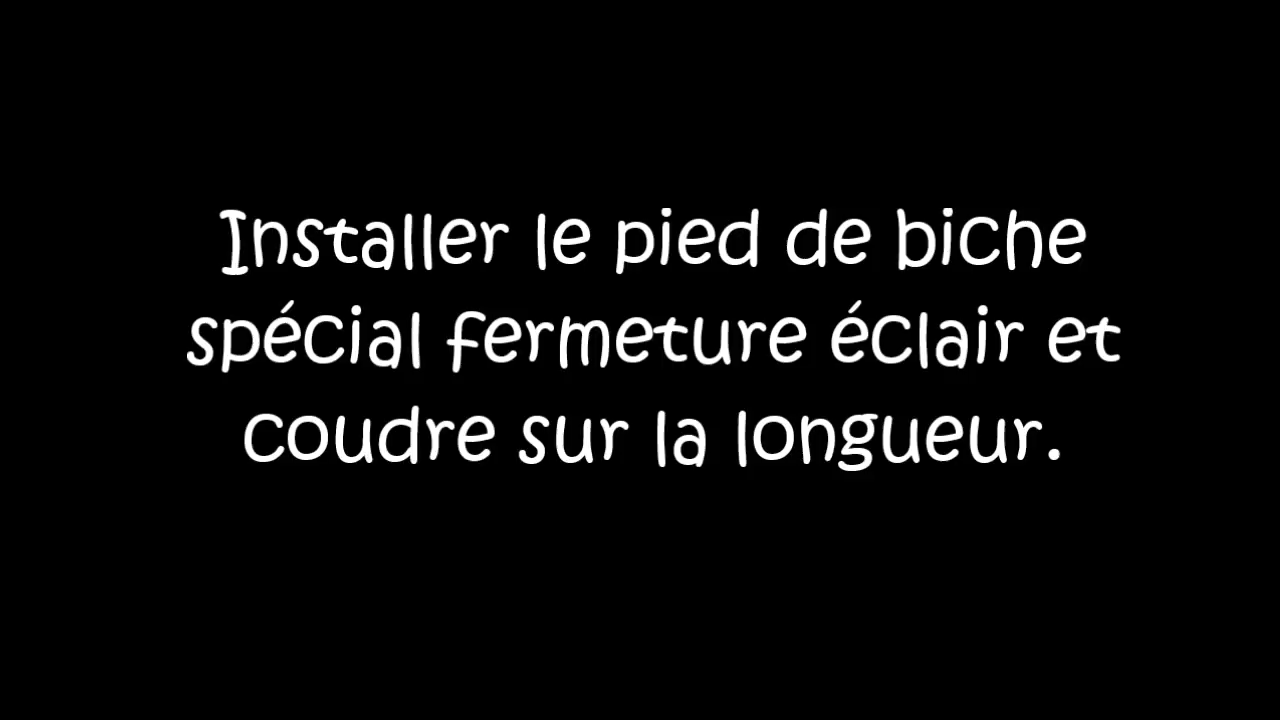 Installer le pied de biche
spécial fermeture éclair et
coudre sur la longueur.